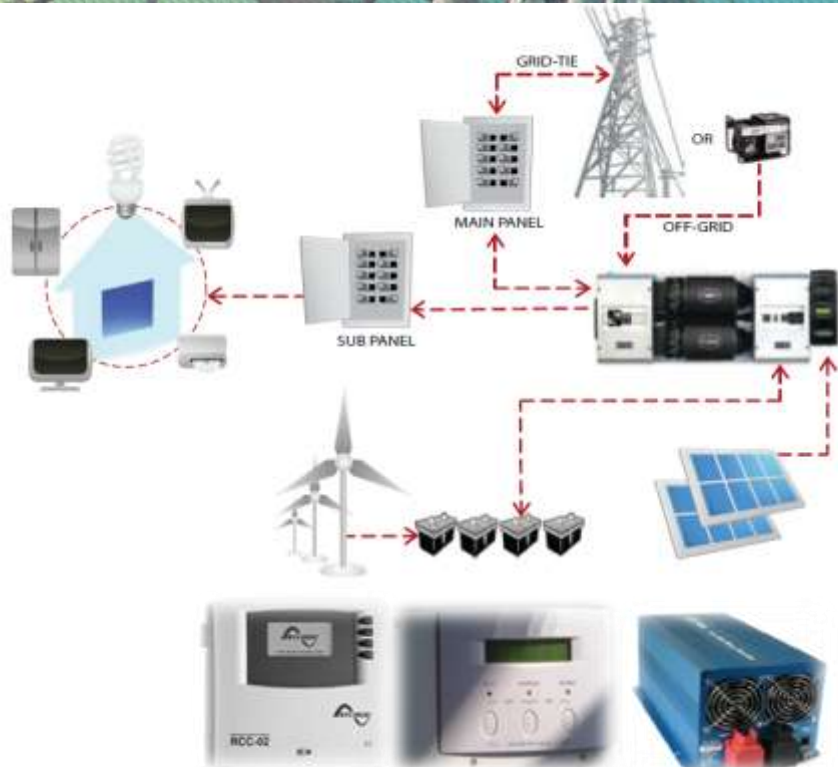 GRID-TIE
OR
MAIN PANEL
OFF-GRID
SUB PANEL
RCC-02